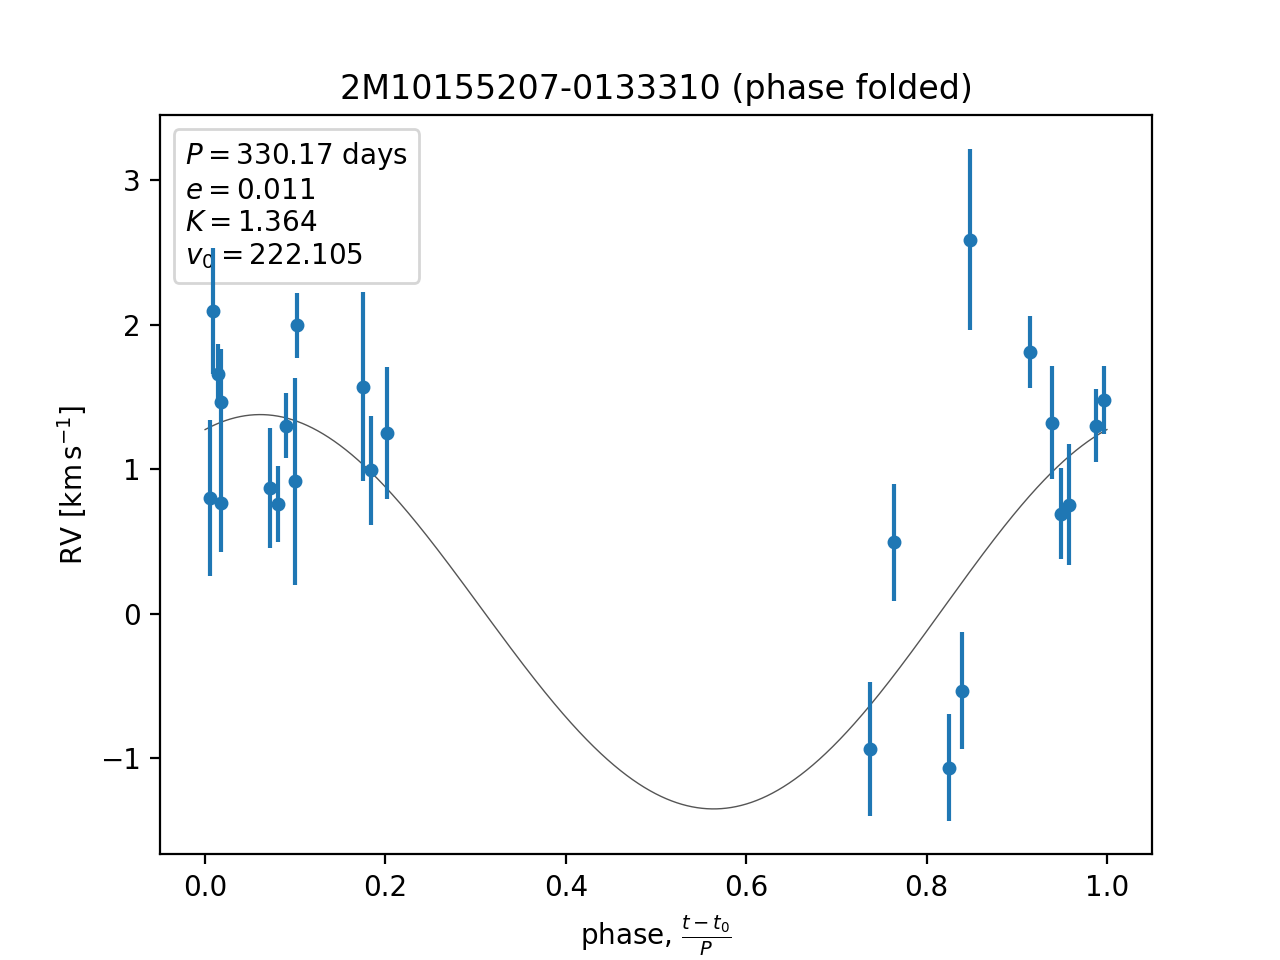 2M10155207-0133310 (phase folded)
P = 330.17 days
e = 0.011
K = 1.364
v₀ = 222.105
RV [km s⁻¹]
3
2
1
0
−1
0.0 0.2 0.4 0.6 0.8 1.0
phase, (t − t₀)/P